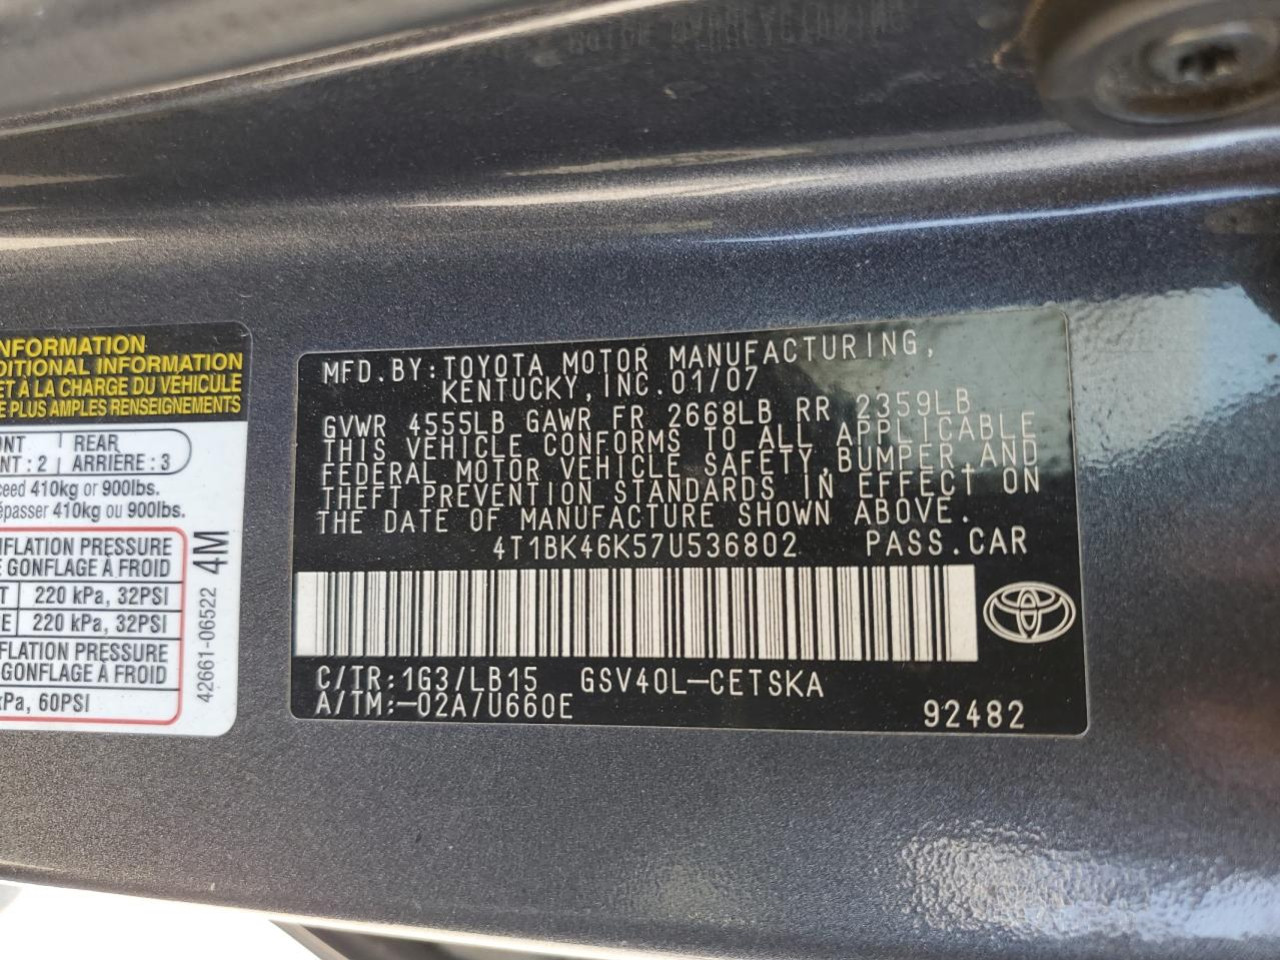 NFORMATION
DITIONAL INFORMATION
ET À LA CHARGE DU VÉHICULE
E PLUS AMPLES RENSEIGNEMENTS
ONT REAR
NT : 2 ARRIÈRE : 3
ceed 410kg or 900lbs.
épasser 410kg ou 900lbs.
NFLATION PRESSURE
E GONFLAGE À FROID
T 220 kPa, 32PSI
E 220 kPa, 32PSI
FLATION PRESSURE
GONFLAGE À FROID
kPa, 60PSI
42661-06522 4M
MFD.BY:TOYOTA MOTOR MANUFACTURING,
KENTUCKY,INC.01/07
GVWR 4555LB GAWR FR 2668LB RR 2359LB
THIS VEHICLE CONFORMS TO ALL APPLICABLE
FEDERAL MOTOR VEHICLE SAFETY,BUMPER,AND
THEFT PREVENTION STANDARDS IN EFFECT ON
THE DATE OF MANUFACTURE SHOWN ABOVE.
4T1BK46K57U536802 PASS.CAR
C/TR:1G3/LB15 GSV40L-CETSKA
A/TM:-02A/U660E
92482